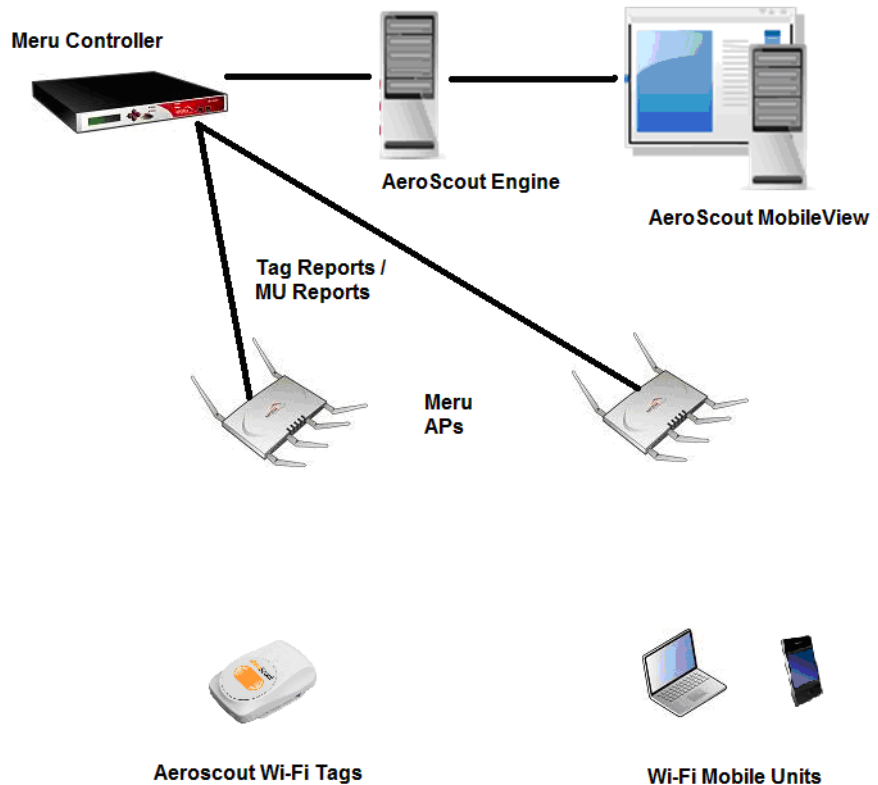 Meru Controller
AeroScout Engine
AeroScout MobileView
Tag Reports /
MU Reports
Meru
APs
Aeroscout Wi-Fi Tags
Wi-Fi Mobile Units